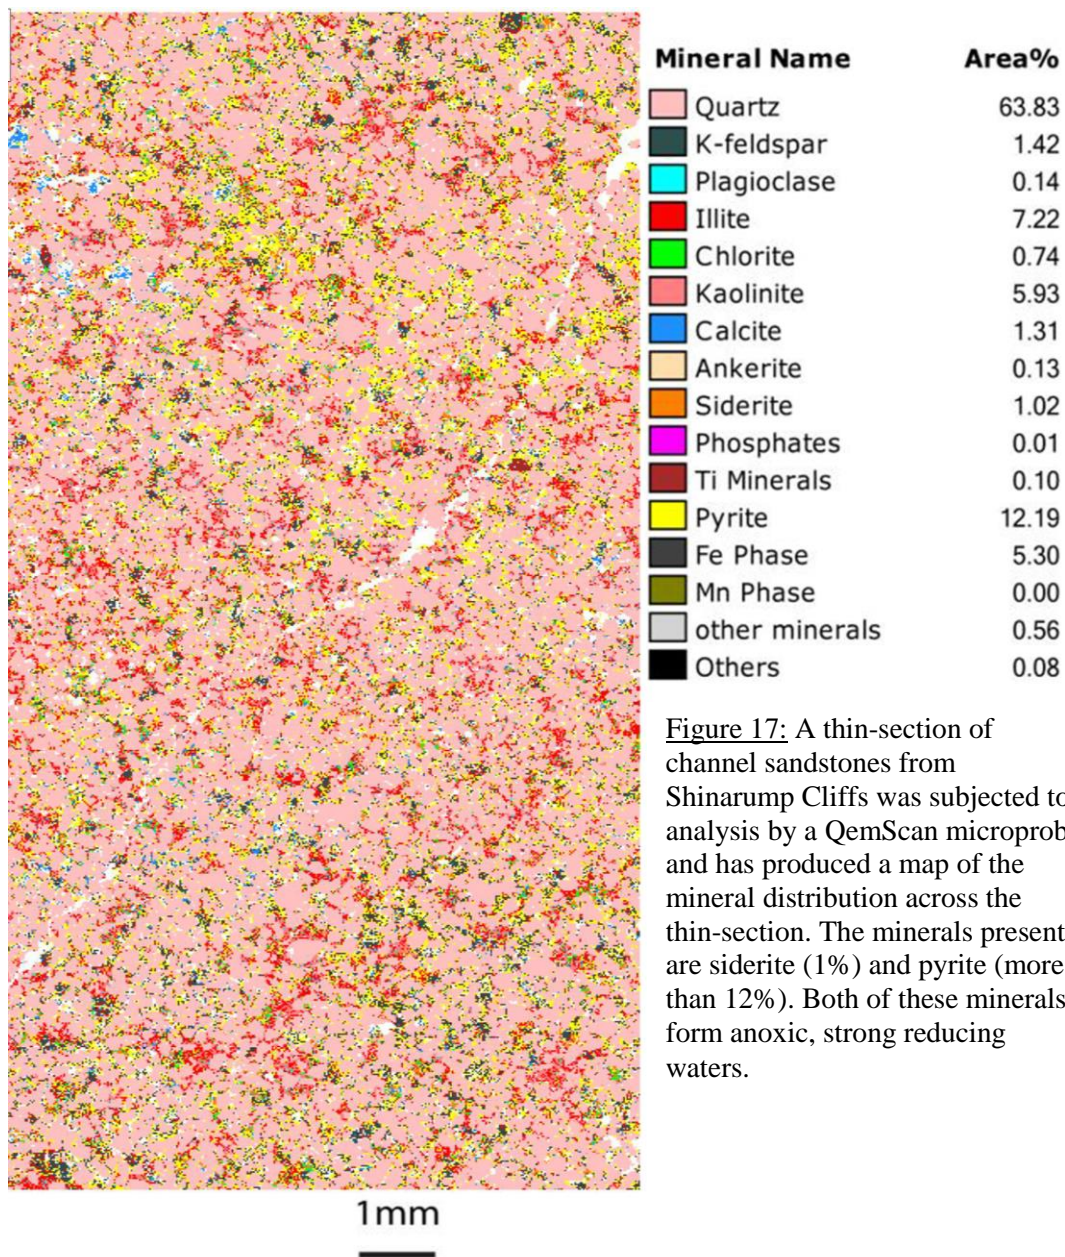 Mineral Name Area%
Quartz 63.83
K-feldspar 1.42
Plagioclase 0.14
Illite 7.22
Chlorite 0.74
Kaolinite 5.93
Calcite 1.31
Ankerite 0.13
Siderite 1.02
Phosphates 0.01
Ti Minerals 0.10
Pyrite 12.19
Fe Phase 5.30
Mn Phase 0.00
other minerals 0.56
Others 0.08
Figure 17: A thin-section of
channel sandstones from
Shinarump Cliffs was subjected to
analysis by a QemScan microprob
and has produced a map of the
mineral distribution across the
thin-section. The minerals present
are siderite (1%) and pyrite (more
than 12%). Both of these minerals
form anoxic, strong reducing
waters.
1mm